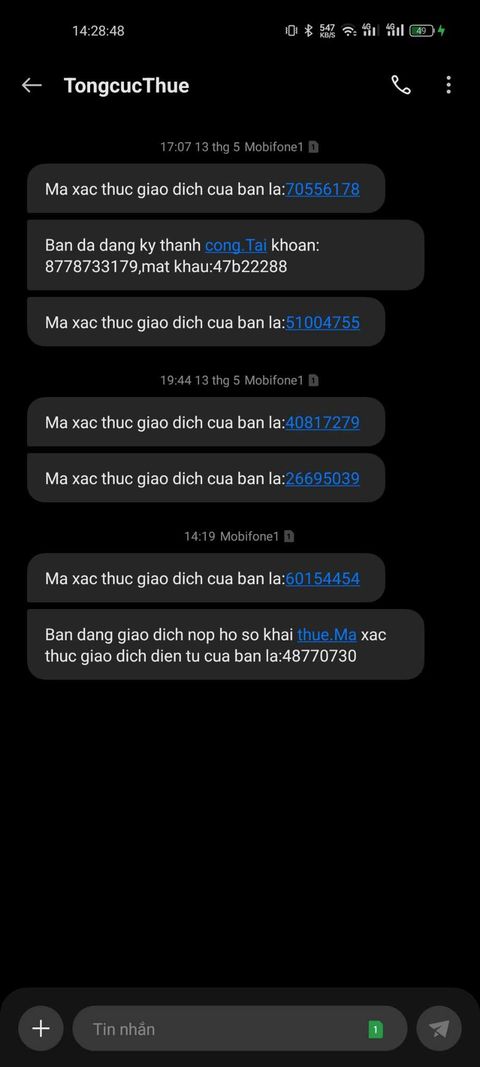 14:28:48
547 KB/S 4G 4G 49
TongcucThue
17:07 13 thg 5 Mobifone1 1
Ma xac thuc giao dich cua ban la:70556178
Ban da dang ky thanh cong.Tai khoan:
8778733179,mat khau:47b22288
Ma xac thuc giao dich cua ban la:51004755
19:44 13 thg 5 Mobifone1 1
Ma xac thuc giao dich cua ban la:40817279
Ma xac thuc giao dich cua ban la:26695039
14:19 Mobifone1 1
Ma xac thuc giao dich cua ban la:60154454
Ban dang giao dich nop ho so khai thue.Ma xac
thuc giao dich dien tu cua ban la:48770730
Tin nhắn 1